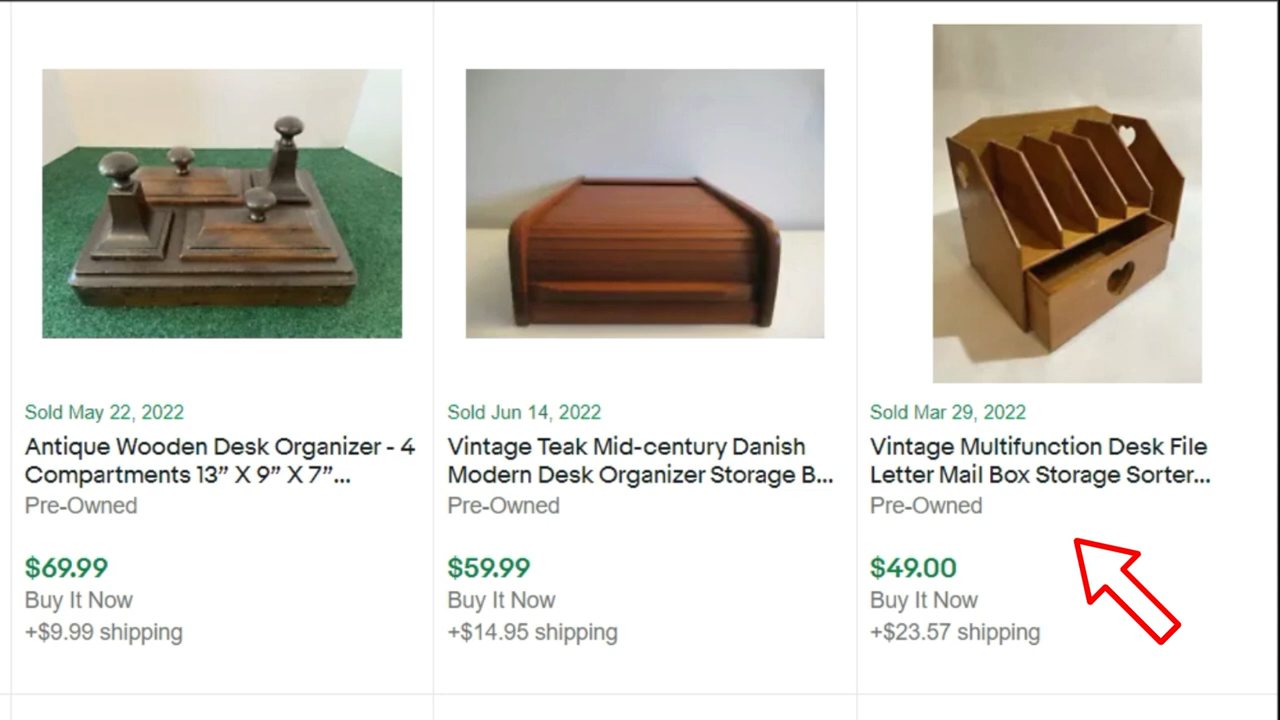 Sold May 22, 2022
Antique Wooden Desk Organizer - 4
Compartments 13” X 9” X 7”...
Pre-Owned
$69.99
Buy It Now
+$9.99 shipping
Sold Jun 14, 2022
Vintage Teak Mid-century Danish
Modern Desk Organizer Storage B...
Pre-Owned
$59.99
Buy It Now
+$14.95 shipping
Sold Mar 29, 2022
Vintage Multifunction Desk File
Letter Mail Box Storage Sorter...
Pre-Owned
$49.00
Buy It Now
+$23.57 shipping